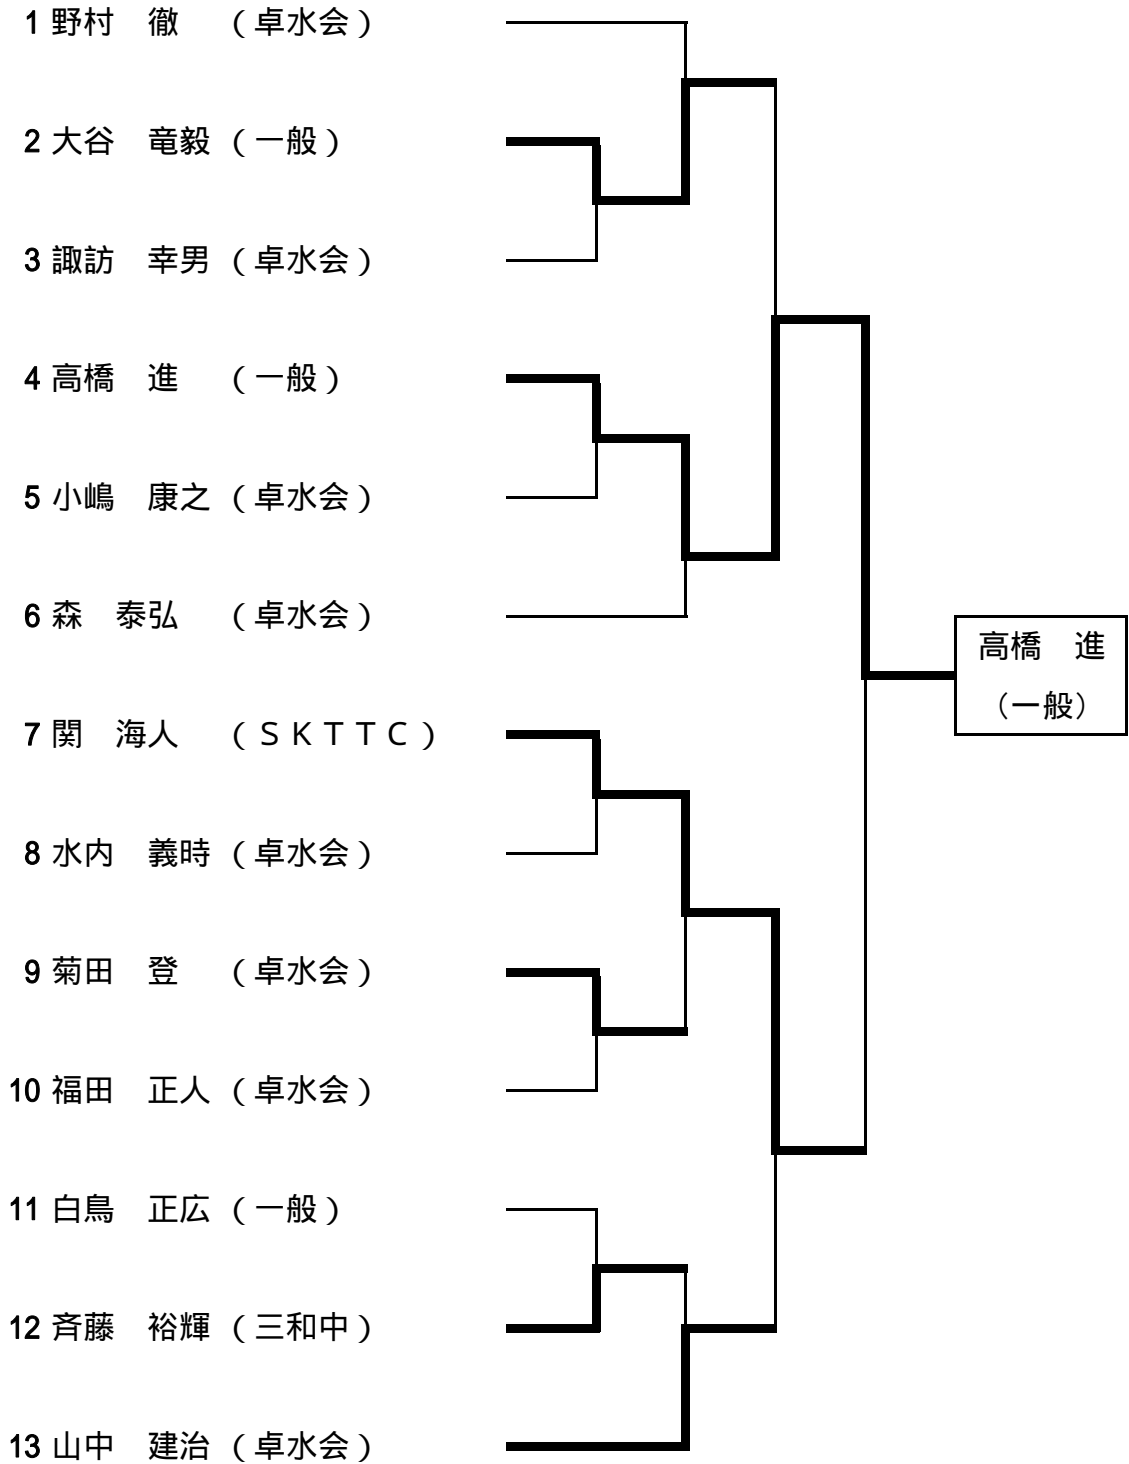 1 野村　徹　（卓水会）
2 大谷　竜毅（一般）
3 諏訪　幸男（卓水会）
4 高橋　進　（一般）
5 小嶋　康之（卓水会）
6 森　泰弘　（卓水会）
高橋　進
（一般）
7 関　海人　（ＳＫＴＴＣ）
8 水内　義時（卓水会）
9 菊田　登　（卓水会）
10 福田　正人（卓水会）
11 白鳥　正広（一般）
12 斉藤　裕輝（三和中）
13 山中　建治（卓水会）